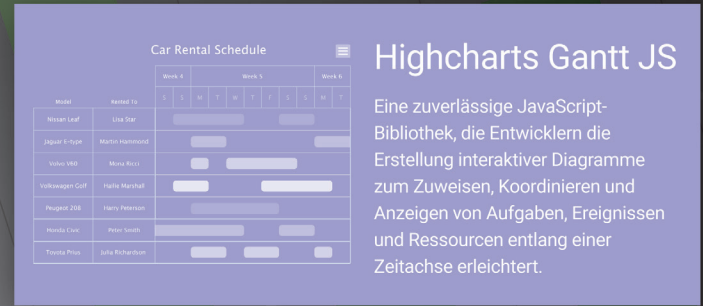 Car Rental Schedule
Week 4 Week 5 Week 6
S S M T W T F S S M T
Model Rented To
Nissan Leaf Lisa Star
Jaguar E-type Martin Hammond
Volvo V60 Mona Ricci
Volkswagen Golf Hailie Marshall
Peugeot 208 Harry Peterson
Honda Civic Peter Smith
Toyota Prius Julia Richardson
Highcharts Gantt JS
Eine zuverlässige JavaScript-
Bibliothek, die Entwicklern die
Erstellung interaktiver Diagramme
zum Zuweisen, Koordinieren und
Anzeigen von Aufgaben, Ereignissen
und Ressourcen entlang einer
Zeitachse erleichtert.